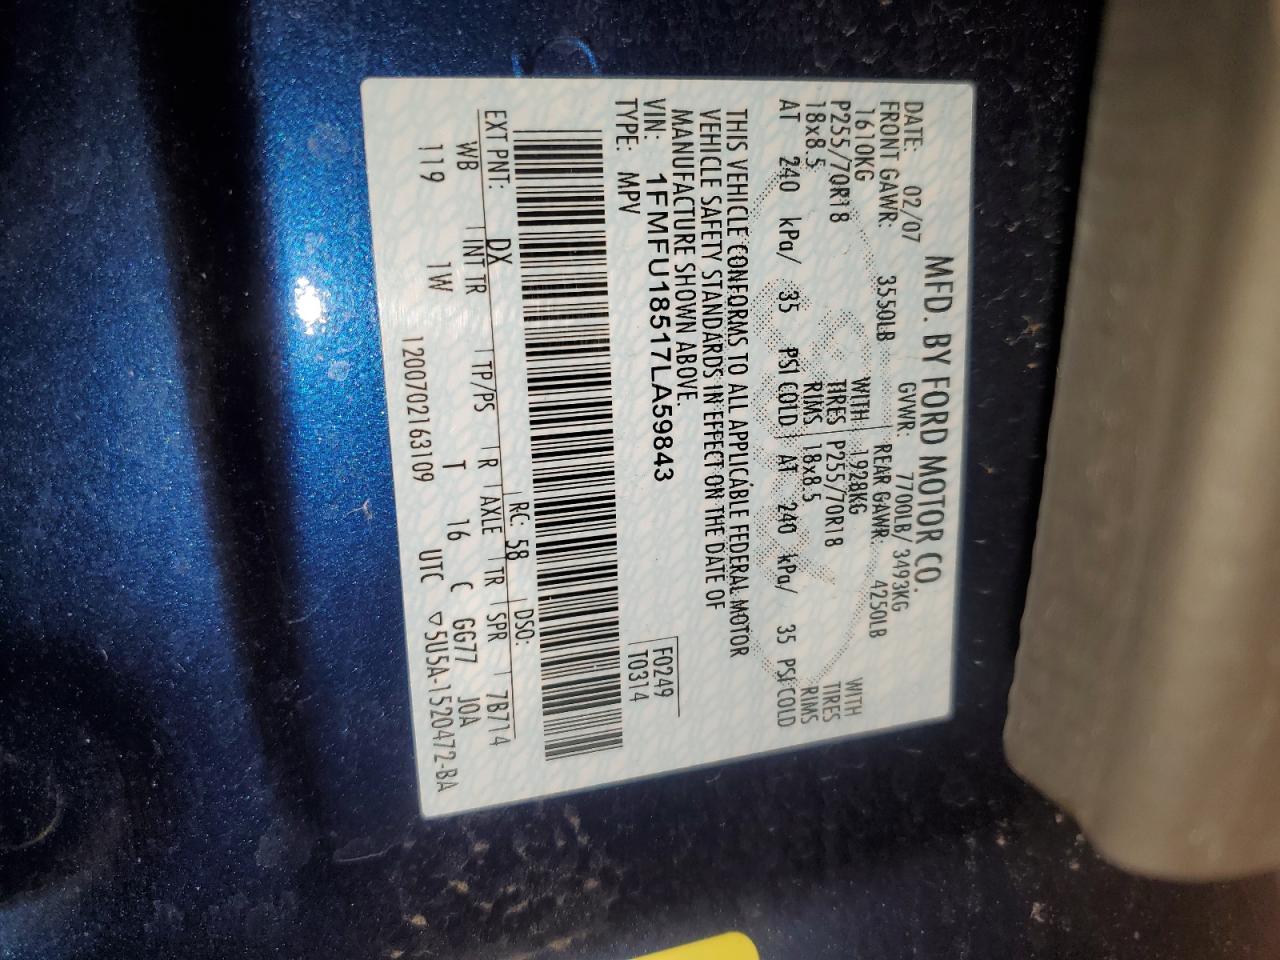 MFD. BY FORD MOTOR CO.
DATE: 02/07 GVWR: 7700LB/ 3493KG
FRONT GAWR: 3550LB REAR GAWR: 4250LB
1610KG WITH 1928KG WITH
P255/70R18 TIRES P255/70R18 TIRES
18x8.5 RIMS 18x8.5 RIMS
AT 240 kPa/ 35 PSI COLD AT 240 kPa/ 35 PSI COLD
THIS VEHICLE CONFORMS TO ALL APPLICABLE FEDERAL MOTOR
VEHICLE SAFETY STANDARDS IN EFFECT ON THE DATE OF
MANUFACTURE SHOWN ABOVE.
VIN: 1FMFU18517LA59843 F0249
TYPE: MPV T0314
EXT PNT: DX RC: 58 DSO:
WB INT TR TP/PS R AXLE TR SPR 7B714
119 1W T 16 C GG77 JOA
1200702163109 UTC ▽5U5A-1520472-BA